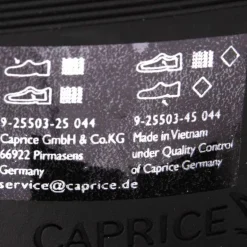 9-25503-25 044
Caprice GmbH & Co.KG
66922 Pirmasens
Germany
service@caprice.de
9-25503-45 044
Made in Vietnam
under Quality Control
of Caprice Germany
CAPRICE